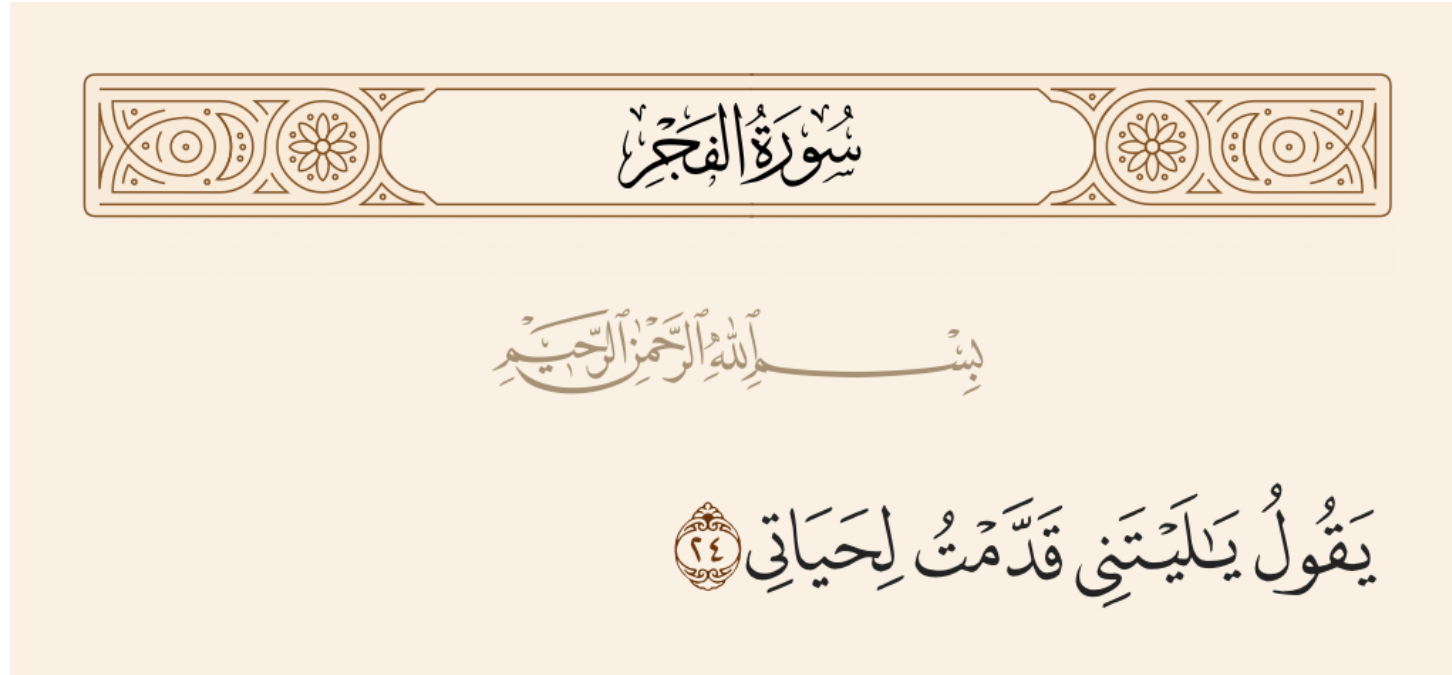 سُورَةُ الفَجْرِ
بِسْمِ ٱللَّهِ ٱلرَّحْمَٰنِ ٱلرَّحِيمِ
يَقُولُ يَـٰلَيْتَنِى قَدَّمْتُ لِحَيَاتِى ٢٤